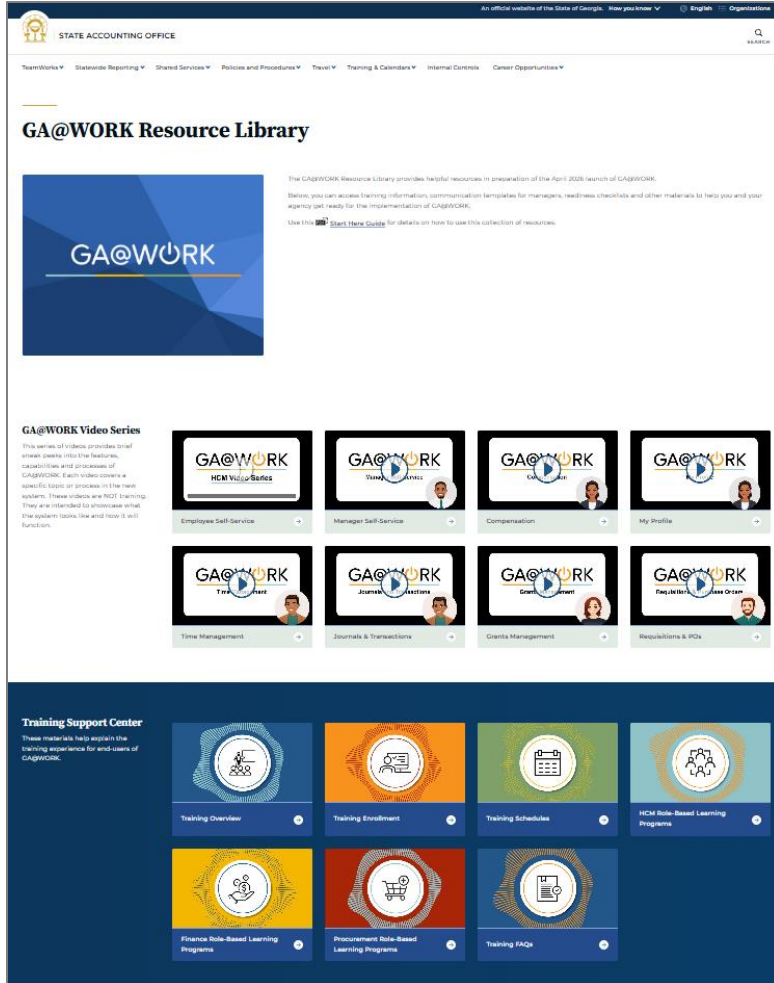 An official website of the State of Georgia. How you know
English
Organizations
STATE ACCOUNTING OFFICE
SEARCH
TeamWorks Statewide Reporting Shared Services Policies and Procedures Travel Training & Calendars Internal Controls Career Opportunities
GA@WORK Resource Library
GA@WORK
The GA@WORK Resource Library provides helpful resources in preparation of the April 2026 launch of GA@WORK.
Below, you can access training information, communication templates for managers, readiness checklists and other materials to help you and your
agency get ready for the implementation of GA@WORK.
Use this Start Here Guide for details on how to use this collection of resources.
GA@WORK Video Series
This series of videos provides brief
sneak peeks into the features,
capabilities and processes of
GA@WORK. Each video covers a
specific topic or process in the new
system. These videos are NOT training.
They are intended to showcase what
the system looks like and how it will
function.
GA@WORK
HCM Video Series
Employee Self-Service
GA@WORK
Manager Self-Service
GA@WORK
Compensation
GA@WORK
My Profile
GA@WORK
Time Management
Time Management
GA@WORK
Journals & Transactions
Journals & Transactions
GA@WORK
Grants Management
Grants Management
GA@WORK
Requisitions & Purchase Orders
Requisitions & POs
Training Support Center
These materials help explain the
training experience for end-users of
GA@WORK.
Training Overview
Training Enrollment
Training Schedules
HCM Role-Based Learning
Programs
Finance Role-Based Learning
Programs
Procurement Role-Based
Learning Programs
Training FAQs